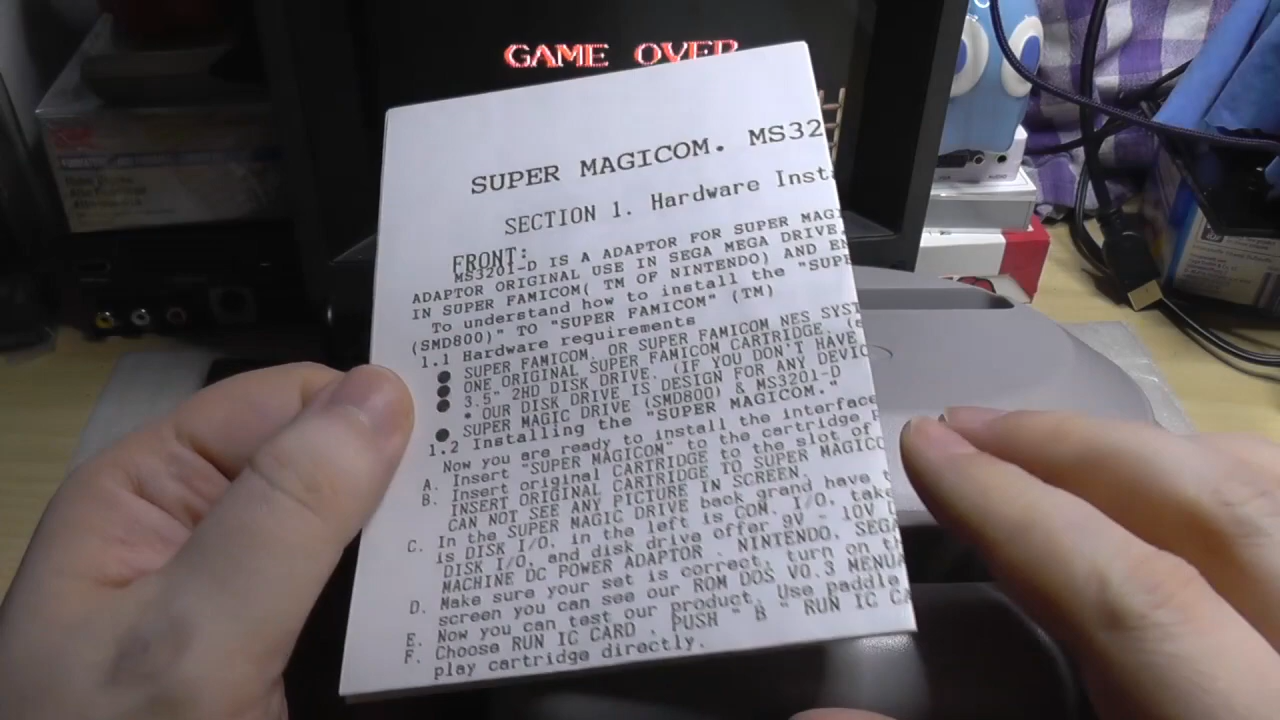 GAME OVER
SUPER MAGICOM. MS32
SECTION 1. Hardware Inst
FRONT:
MS3201-D IS A ADAPTOR FOR SUPER MAGI
ADAPTOR ORIGINAL USE IN SEGA MEGA DRIVE.
IN SUPER FAMICOM( TM OF NINTENDO) AND EN
To understand how to install the "SUPE
(SMD800)" TO "SUPER FAMICOM" (TM)
1.1 Hardware requirements
● SUPER FAMICOM. OR SUPER FAMICOM NES SYST
● ONE ORIGINAL SUPER FAMICOM CARTRIDGE. (e
● 3.5" 2HD DISK DRIVE. (IF YOU DON'T HAVE
* OUR DISK DRIVE IS DESIGN FOR ANY DEVIC
● SUPER MAGIC DRIVE (SMD800) & MS3201-D
1.2 Installing the "SUPER MAGICOM."
Now you are ready to install the interface
A. Insert "SUPER MAGICOM" to the cartridge
B. Insert original CARTRIDGE to the slot of
INSERT ORIGINAL CARTRIDGE TO SUPER MAGICO
CAN NOT SEE ANY PICTURE IN SCREEN
C. In the SUPER MAGIC DRIVE back grand have
is DISK I/O. in the left is COM. I/O. take
DISK I/O. and disk drive offer 9V - 10V
MACHINE DC POWER ADAPTOR . NINTENDO, SEGA
D. Make sure your set is correct, turn on th
screen you can see our ROM DOS V0.3 MENUA
E. Now you can test our product. Use paddle
F. Choose RUN IC CARD . PUSH " B " RUN IC CA
play cartridge directly.